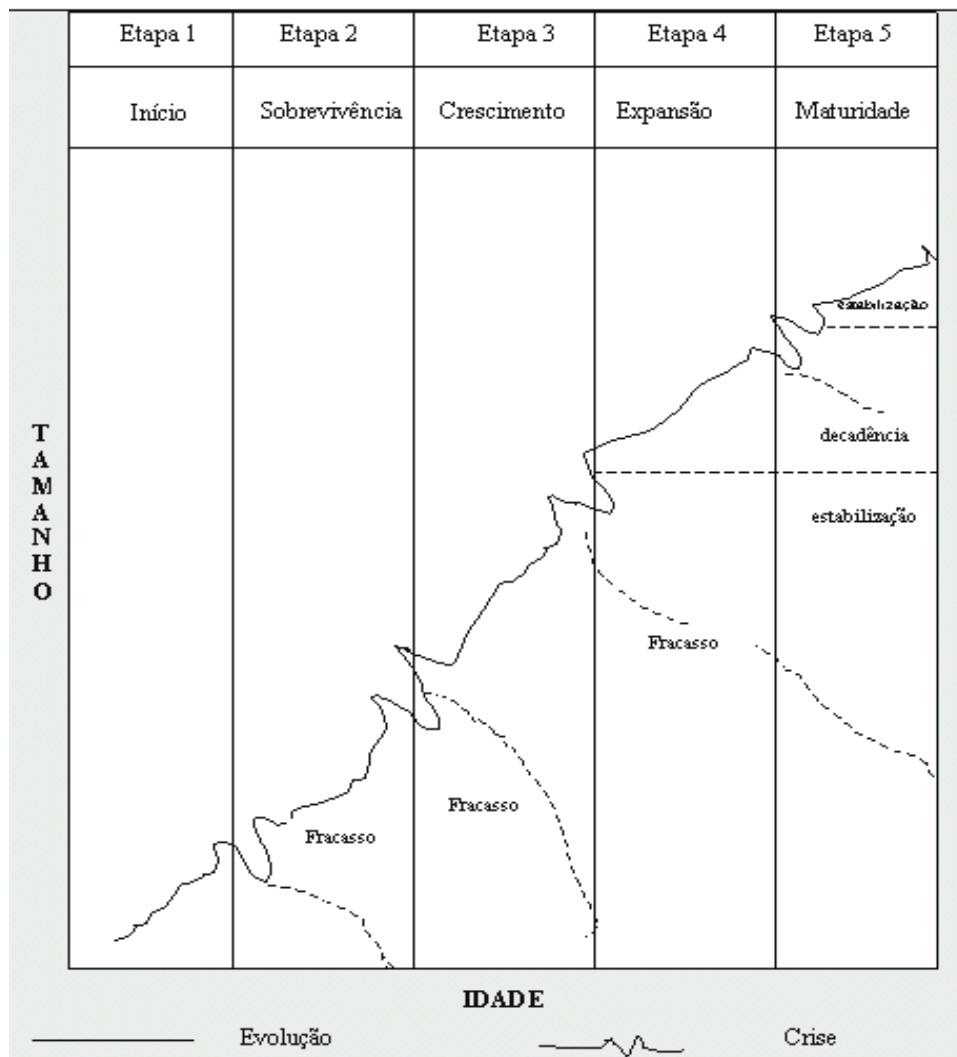 Etapa 1 Etapa 2 Etapa 3 Etapa 4 Etapa 5
Início Sobrevivência Crescimento Expansão Maturidade
estabilização
decadência
estabilização
Fracasso
Fracasso
Fracasso
TAMANHO
IDADE
Evolução Crise